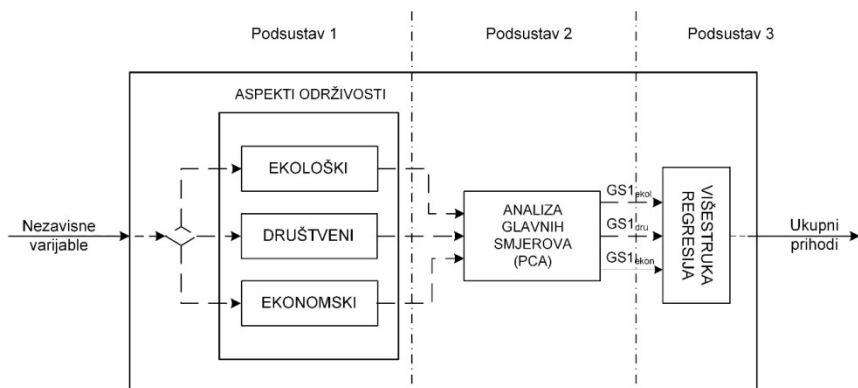 Podsustav 1
Podsustav 2
Podsustav 3
ASPEKTI ODRŽIVOSTI
EKOLOŠKI
DRUŠTVENI
EKONOMSKI
Nezavisne
varijable
ANALIZA
GLAVNIH
SMJEROVA
(PCA)
GS1ekol
GS1dru
GS1ekon
VIŠESTRUKA
REGRESIJA
Ukupni
prihodi